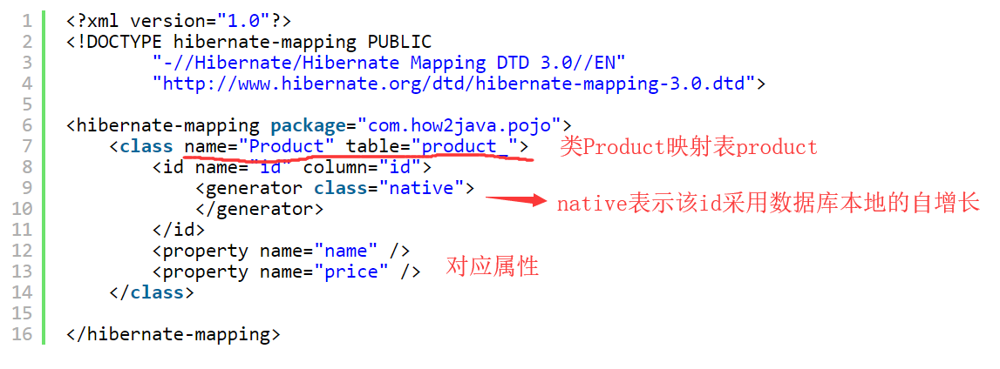 1 <?xml version="1.0"?>
2 <!DOCTYPE hibernate-mapping PUBLIC
3 "-//Hibernate/Hibernate Mapping DTD 3.0//EN"
4 "http://www.hibernate.org/dtd/hibernate-mapping-3.0.dtd">
5
6 <hibernate-mapping package="com.how2java.pojo">
7 <class name="Product" table="product_"> 类Product映射表product
8 <id name="id" column="id">
9 <generator class="native"> native表示该id采用数据库本地的自增长
10 </generator>
11 </id>
12 <property name="name" />
13 <property name="price" /> 对应属性
14 </class>
15
16 </hibernate-mapping>